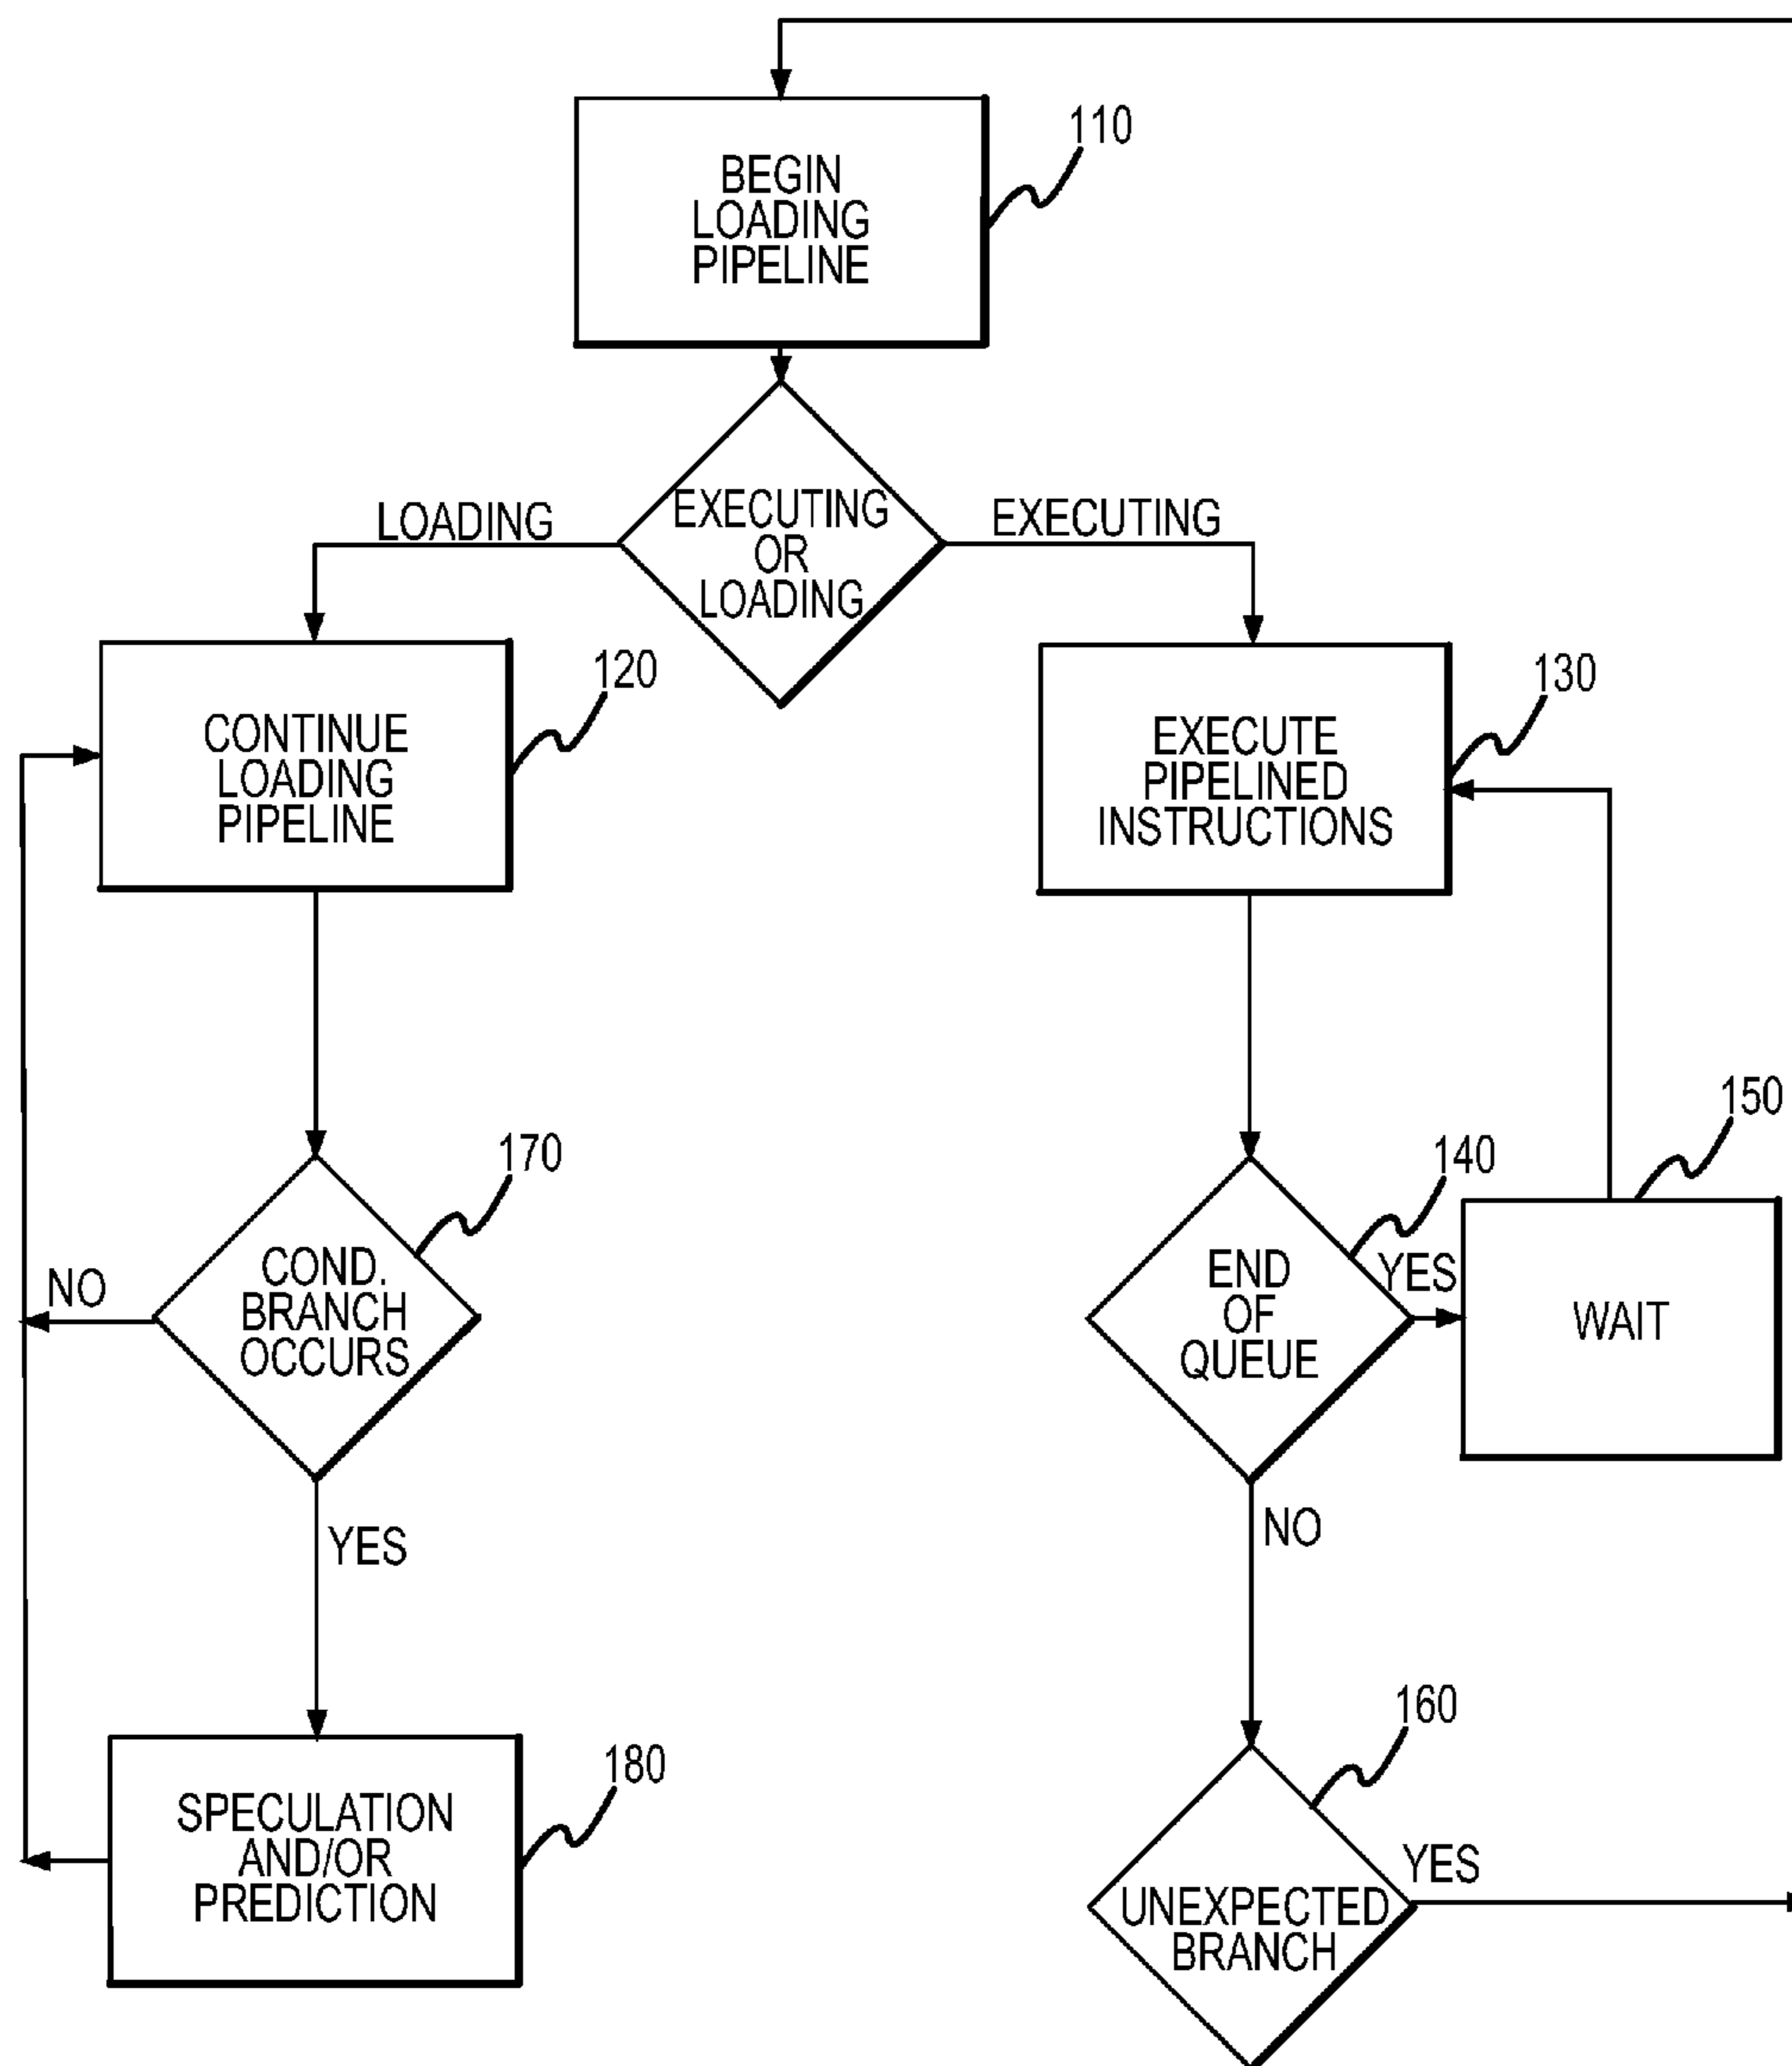 110
BEGIN
LOADING
PIPELINE
LOADING
EXECUTING
OR
LOADING
EXECUTING
120
CONTINUE
LOADING
PIPELINE
130
EXECUTE
PIPELINED
INSTRUCTIONS
170
COND.
BRANCH
OCCURS
NO
YES
140
END
OF
QUEUE
YES
150
WAIT
NO
180
SPECULATION
AND/OR
PREDICTION
160
UNEXPECTED
BRANCH
YES